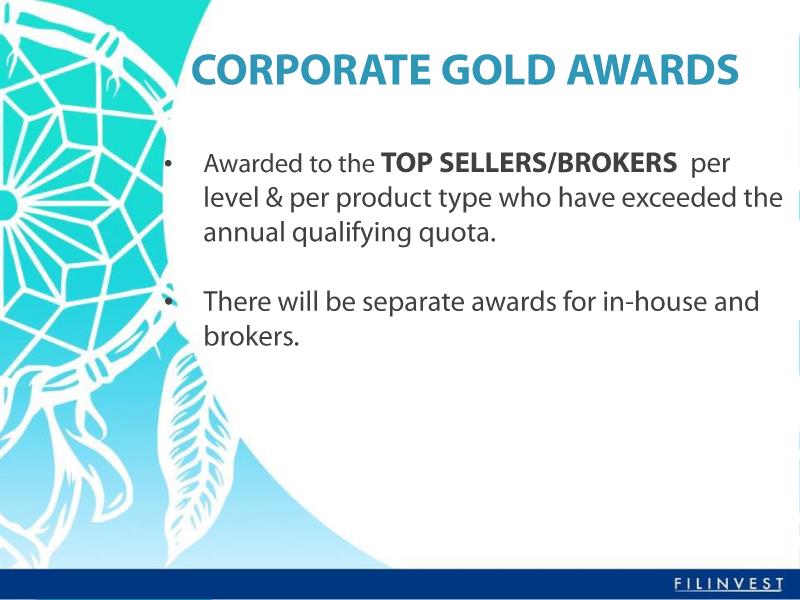 CORPORATE GOLD AWARDS
• Awarded to the TOP SELLERS/BROKERS per
level & per product type who have exceeded the
annual qualifying quota.
• There will be separate awards for in-house and
brokers.
FILINVEST